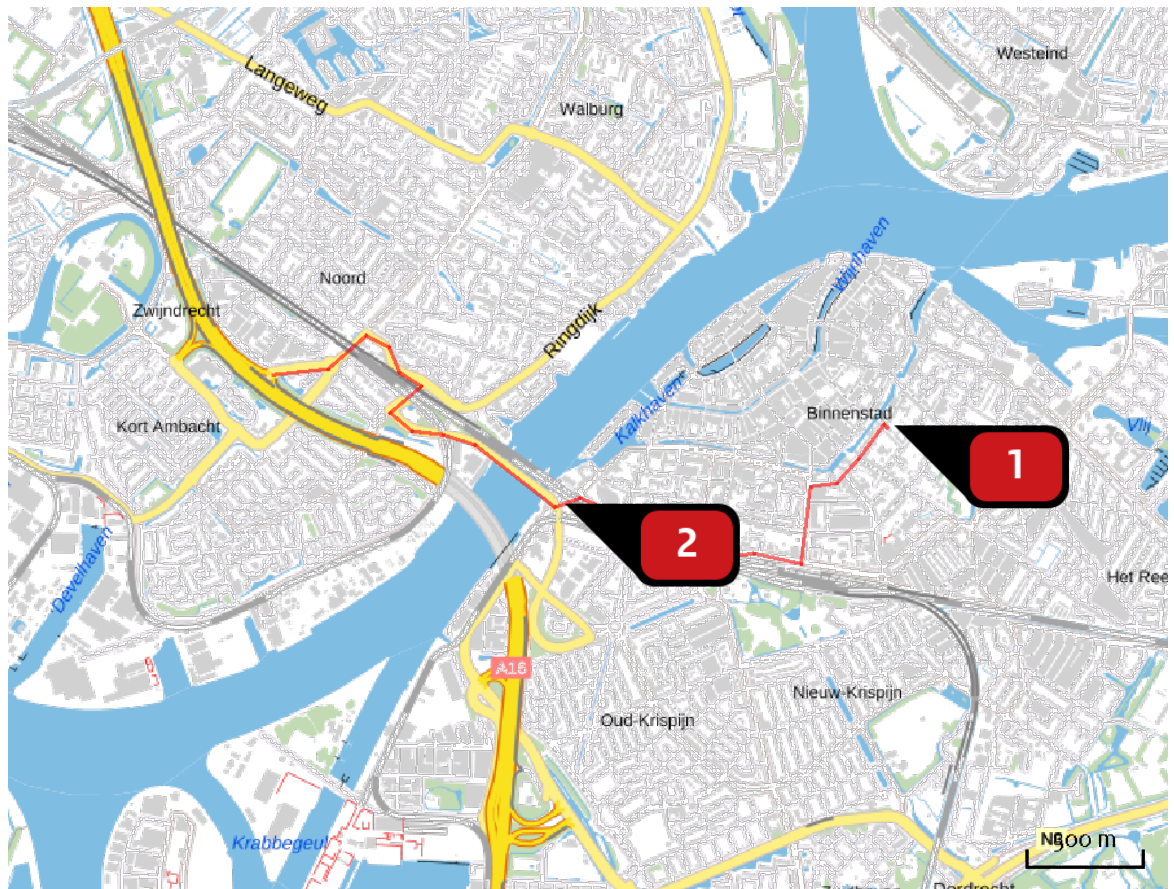 Westeind
Langeweg
Walburg
Wijnhaven
Noord
Zwijndrecht
Ringdijk
Kalkhaven
Binnenstad
Kort Ambacht
Vlij
1
2
Develhaven
Het Ree
A16
Nieuw-Krispijn
Oud-Krispijn
Krabbegeul
500 m
Dordrecht